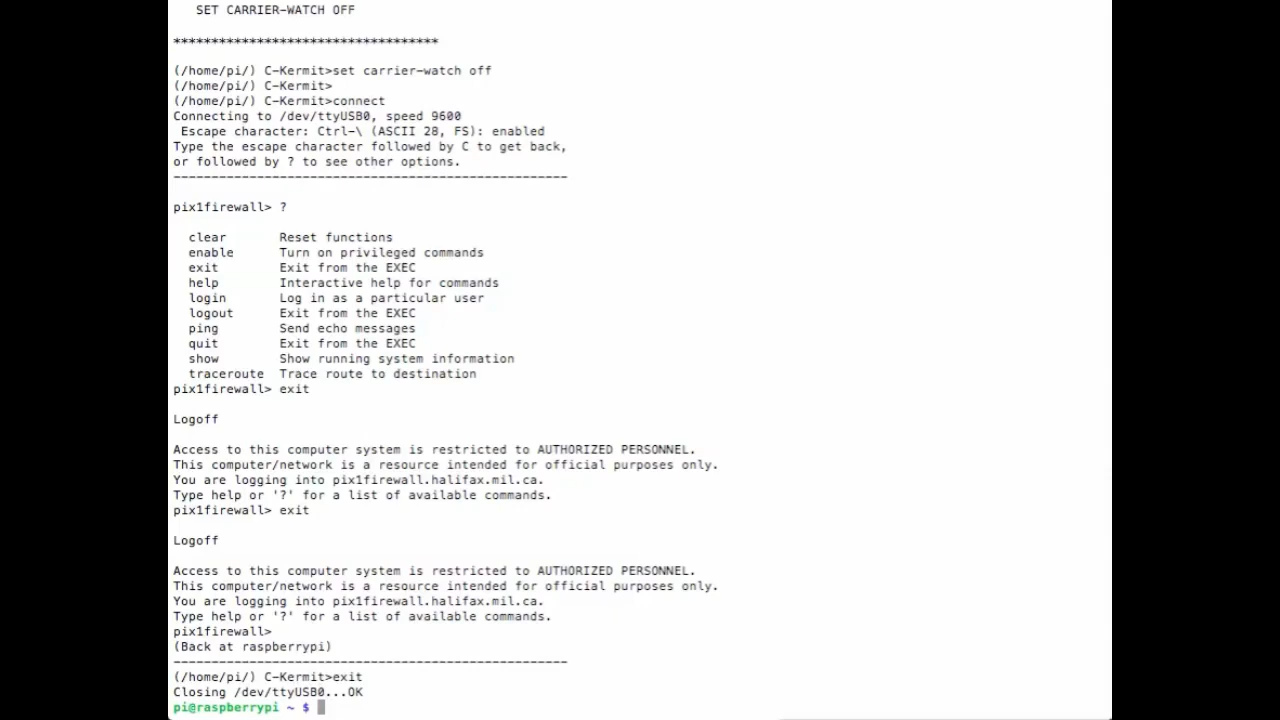 SET CARRIER-WATCH OFF
***********************************
(/home/pi/) C-Kermit>set carrier-watch off
(/home/pi/) C-Kermit>
(/home/pi/) C-Kermit>connect
Connecting to /dev/ttyUSB0, speed 9600
Escape character: Ctrl-\ (ASCII 28, FS): enabled
Type the escape character followed by C to get back,
or followed by ? to see other options.
----------------------------------------------------
pix1firewall> ?
clear Reset functions
enable Turn on privileged commands
exit Exit from the EXEC
help Interactive help for commands
login Log in as a particular user
logout Exit from the EXEC
ping Send echo messages
quit Exit from the EXEC
show Show running system information
traceroute Trace route to destination
pix1firewall> exit
Logoff
Access to this computer system is restricted to AUTHORIZED PERSONNEL.
This computer/network is a resource intended for official purposes only.
You are logging into pix1firewall.halifax.mil.ca.
Type help or '?' for a list of available commands.
pix1firewall> exit
Logoff
Access to this computer system is restricted to AUTHORIZED PERSONNEL.
This computer/network is a resource intended for official purposes only.
You are logging into pix1firewall.halifax.mil.ca.
Type help or '?' for a list of available commands.
pix1firewall>
(Back at raspberrypi)
----------------------------------------------------
(/home/pi/) C-Kermit>exit
Closing /dev/ttyUSB0...OK
pi@raspberrypi ~ $